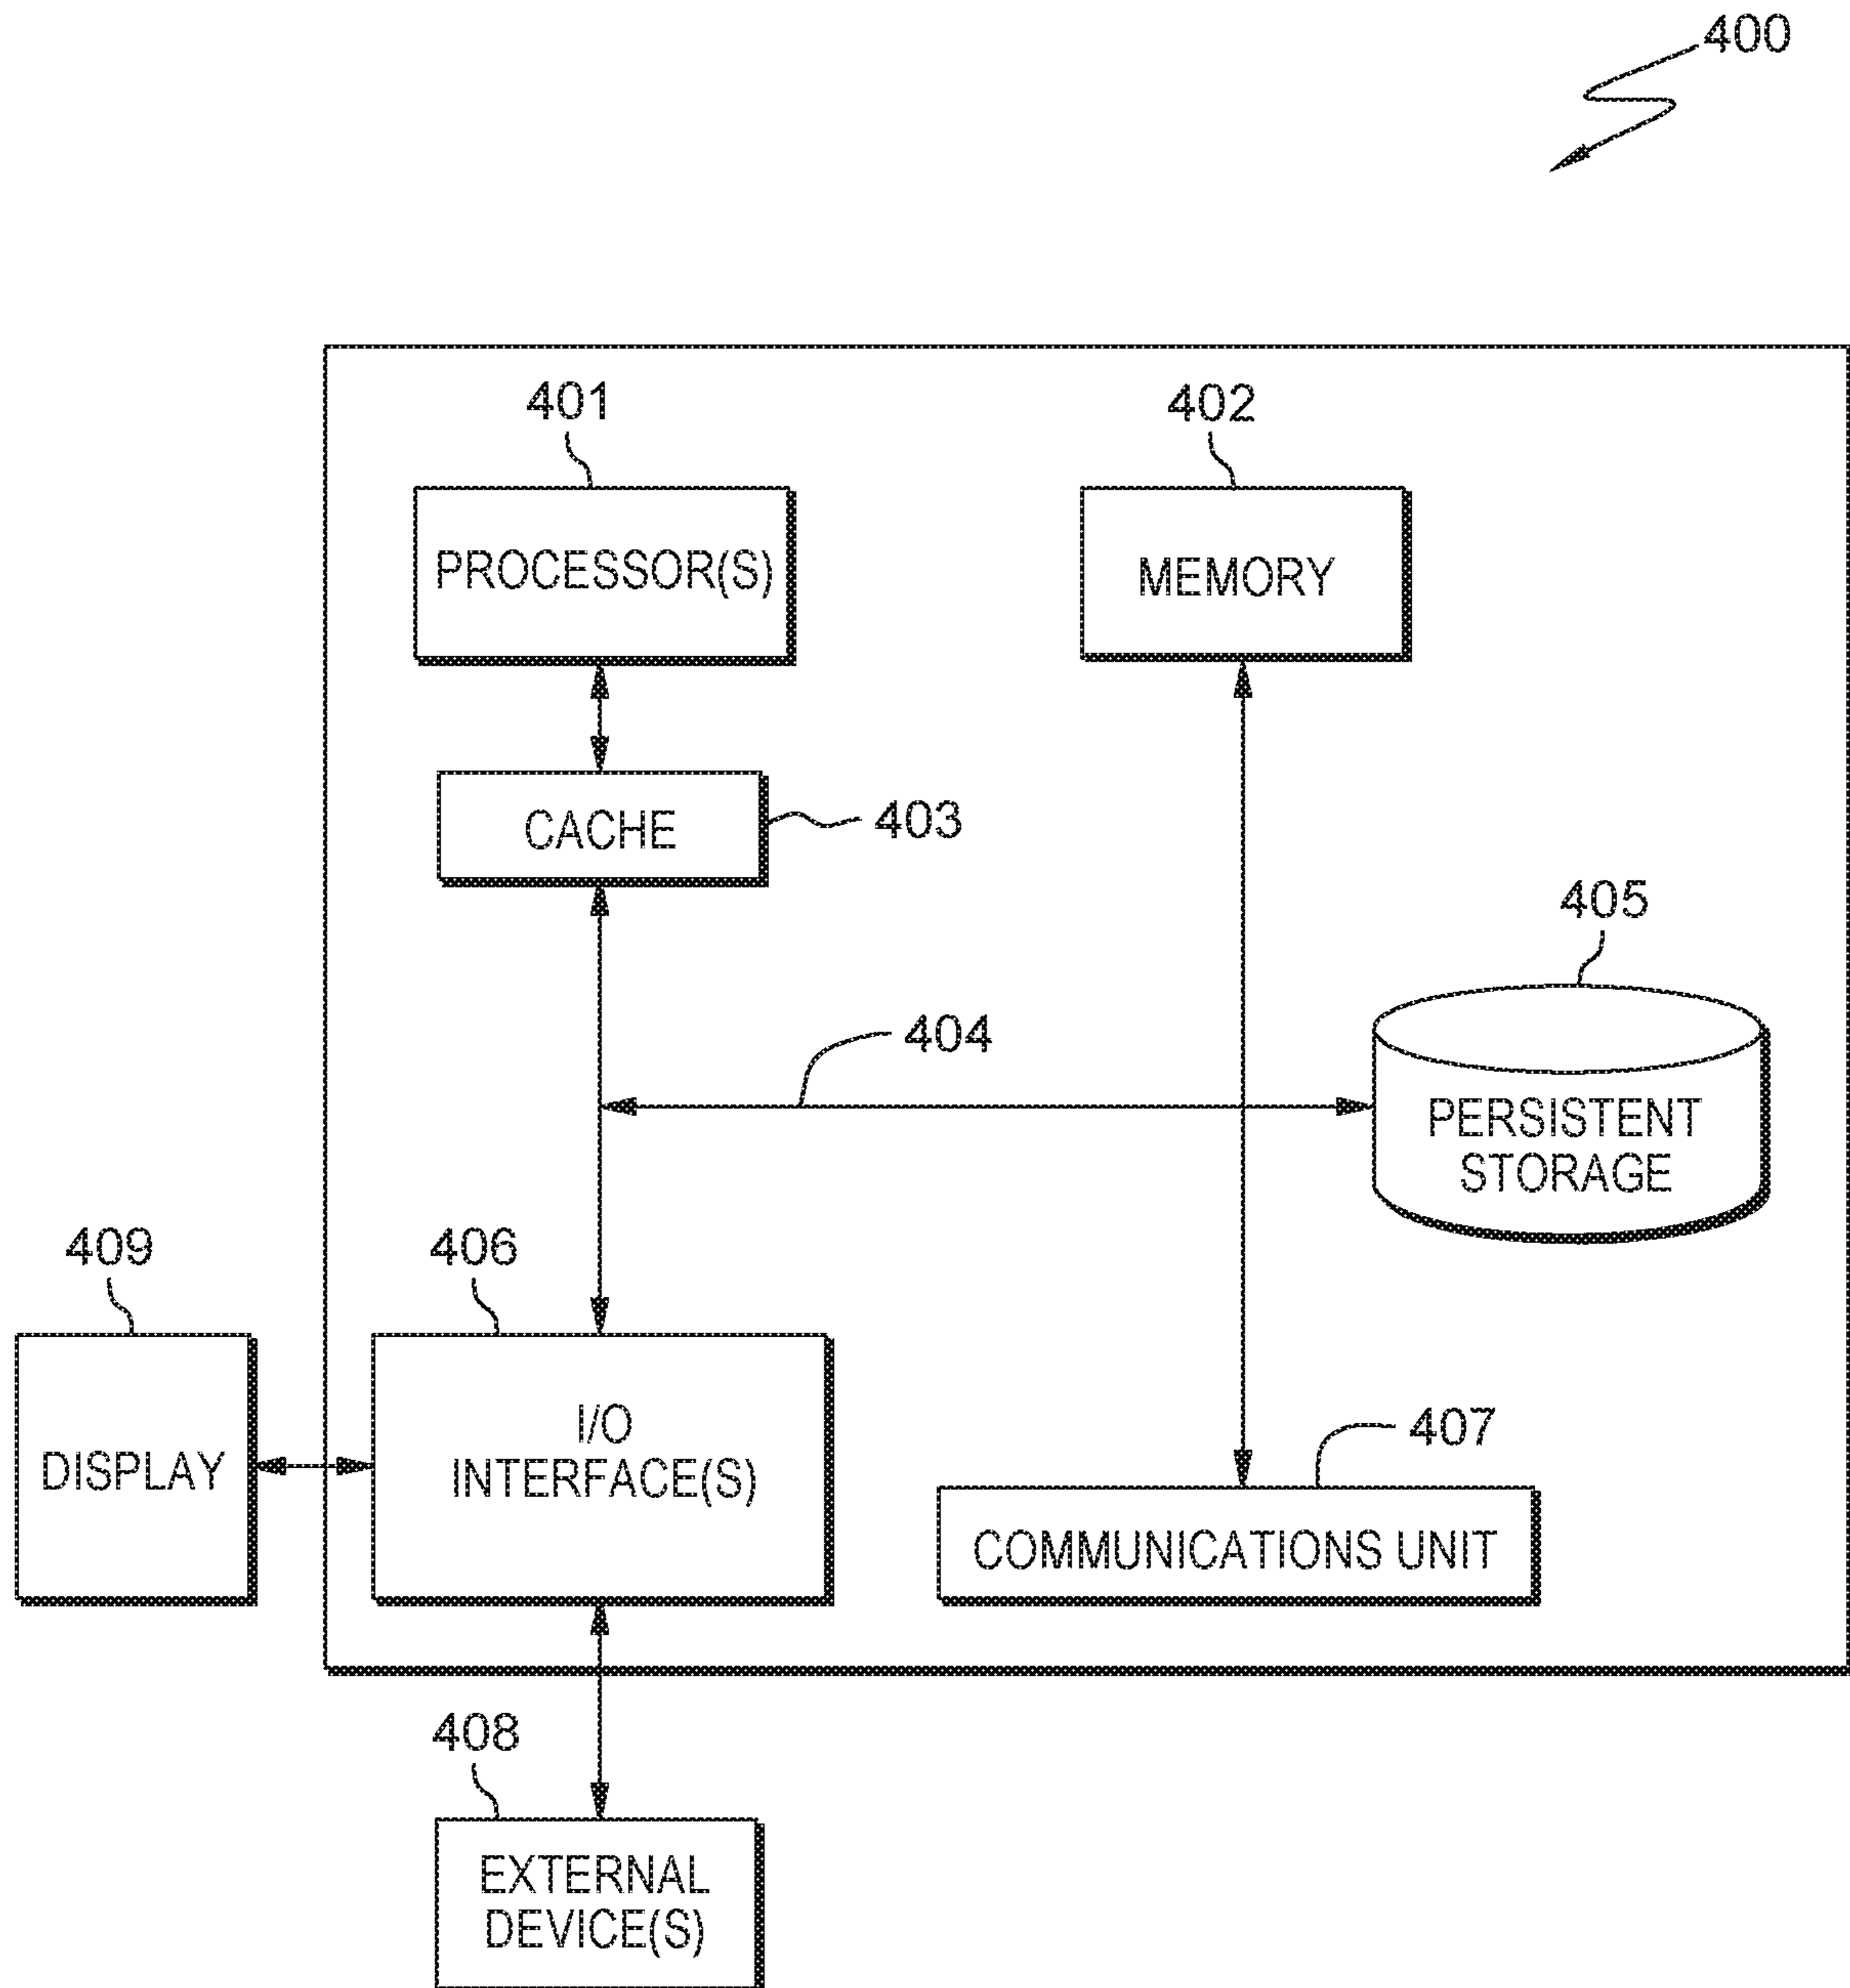 400
401
402
PROCESSOR(S)
MEMORY
CACHE
403
405
404
PERSISTENT
STORAGE
409
406
I/O
INTERFACE(S)
DISPLAY
407
COMMUNICATIONS UNIT
408
EXTERNAL
DEVICE(S)